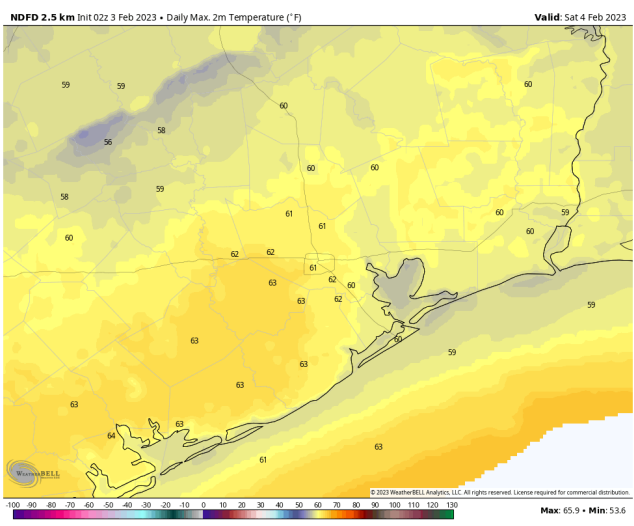 NDFD 2.5 km Init 02z 3 Feb 2023 • Daily Max. 2m Temperature (°F)
Valid: Sat 4 Feb 2023
59 59 60
60
58
56
60 60
59
58
61 60 59
61
60 60
62 62
61
63 62 60
63 62 59
60
63 59
63
63
63
63
64 63
61
WeatherBELL
© 2023 WeatherBELL Analytics, LLC. All rights reserved. License required for commercial distribution.
-100 -90 -80 -70 -60 -50 -40 -30 -20 -10 0 10 20 30 40 50 60 70 80 90 100 110 120 130
Max: 65.9 • Min: 53.6